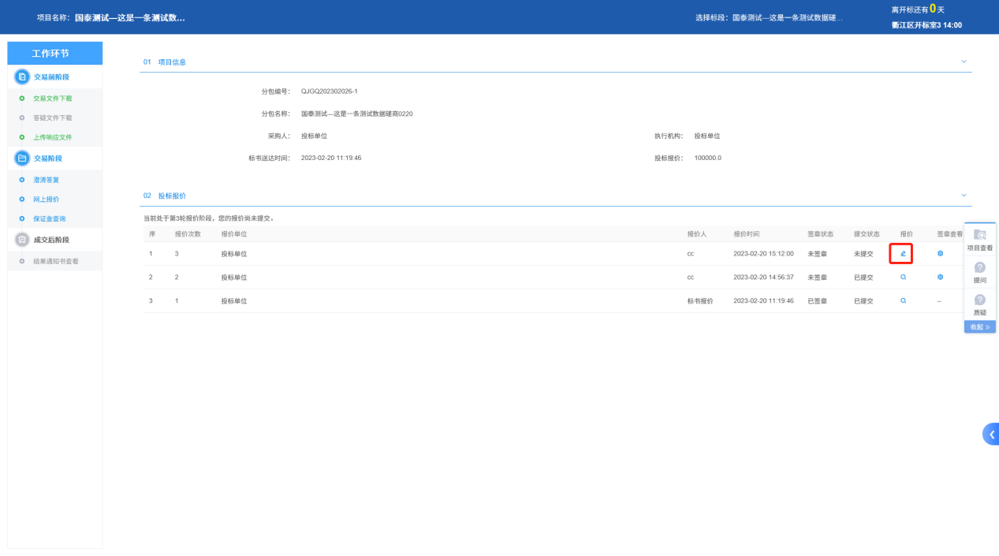 项目名称: 国泰测试—这是一条测试数... 选择标段: 国泰测试—这是一条测试数据磋... 离开标还有0天
衢江区开标室3 14:00
工作环节
交易前阶段
交易文件下载
答疑文件下载
上传响应文件
交易阶段
澄清答复
网上报价
保证金查询
成交后阶段
结果通知书查看
01 项目信息
分包编号: QJGQ202302026-1
分包名称: 国泰测试—这是一条测试数据磋商0220
采购人: 投标单位 执行机构: 投标单位
标书送达时间: 2023-02-20 11:19:46 投标报价: 100000.0
02 投标报价
当前处于第3轮报价阶段，您的报价尚未提交。
序 报价次数 报价单位 报价人 报价时间 签章状态 提交状态 报价 签章查看
1 3 投标单位 cc 2023-02-20 15:12:00 未签章 未提交
2 2 投标单位 cc 2023-02-20 14:56:37 未签章 已提交
3 1 投标单位 标书报价 2023-02-20 11:19:46 已签章 已提交 --
项目查看
提问
质疑
收起 »